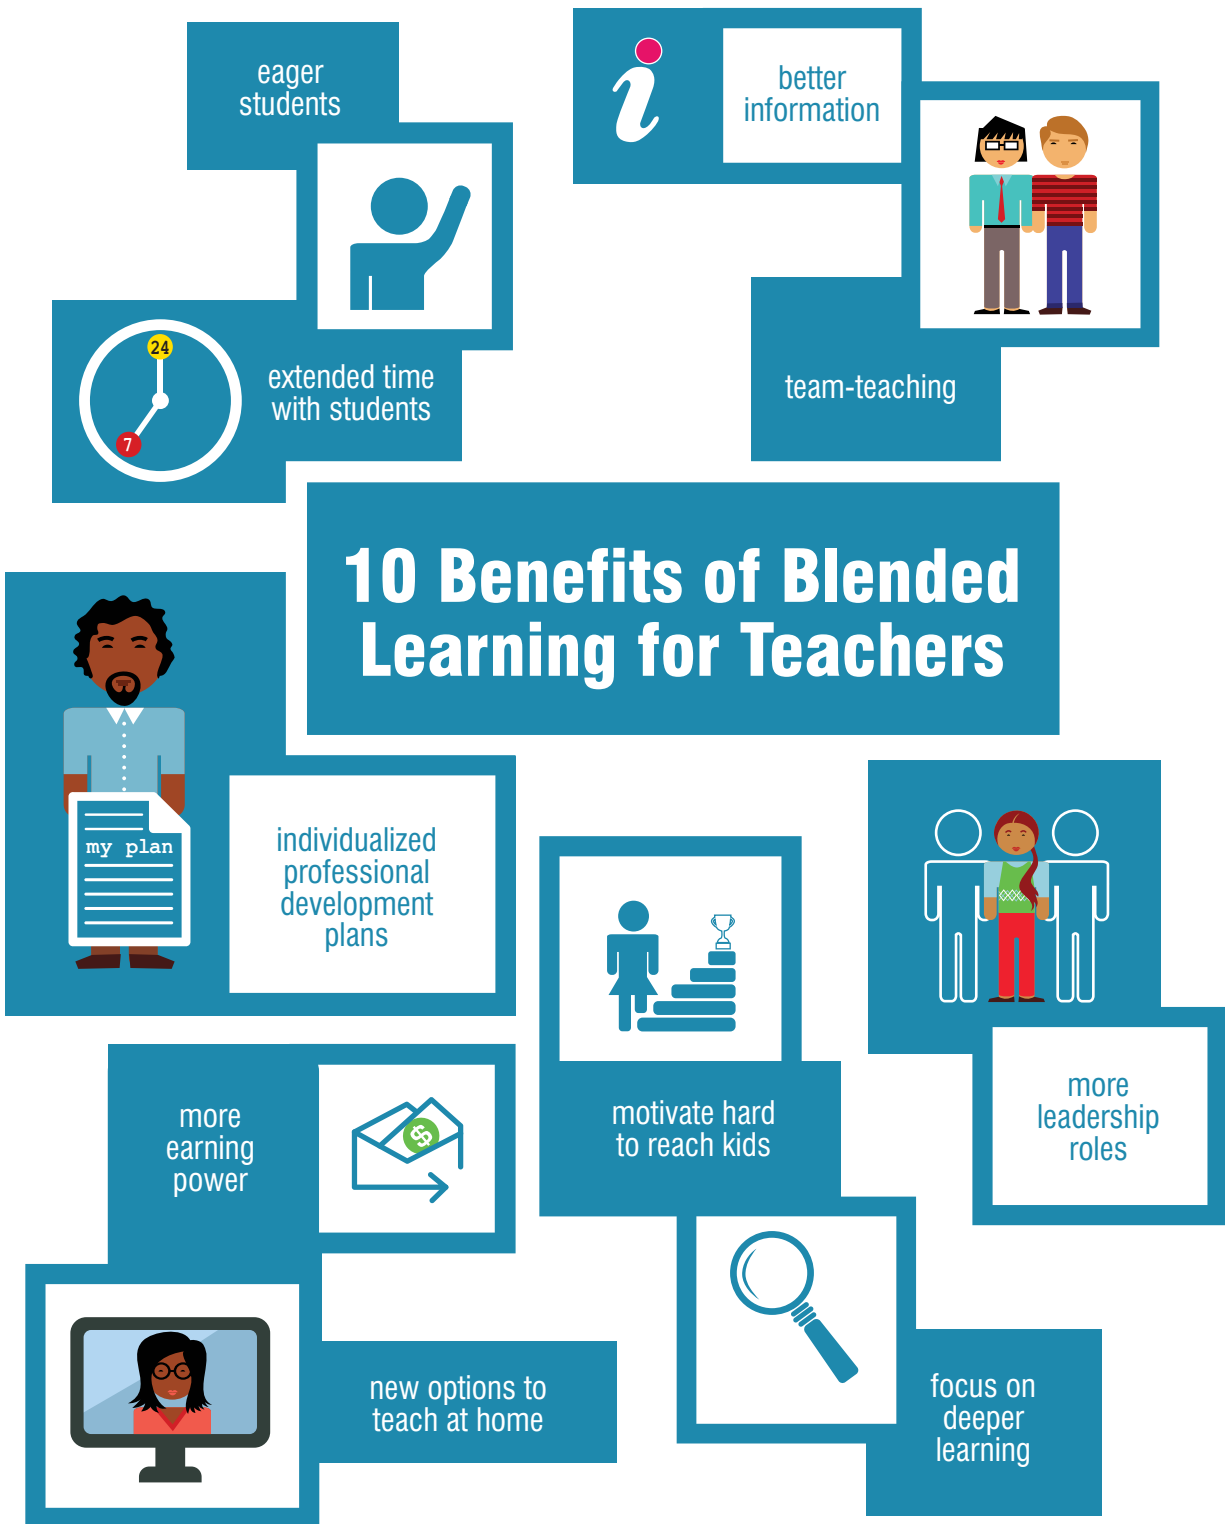 eager
students
i
better
information
24
7
extended time
with students
team-teaching
10 Benefits of Blended
Learning for Teachers
my plan
individualized
professional
development
plans
more
leadership
roles
more
earning
power
$
motivate hard
to reach kids
new options to
teach at home
focus on
deeper
learning